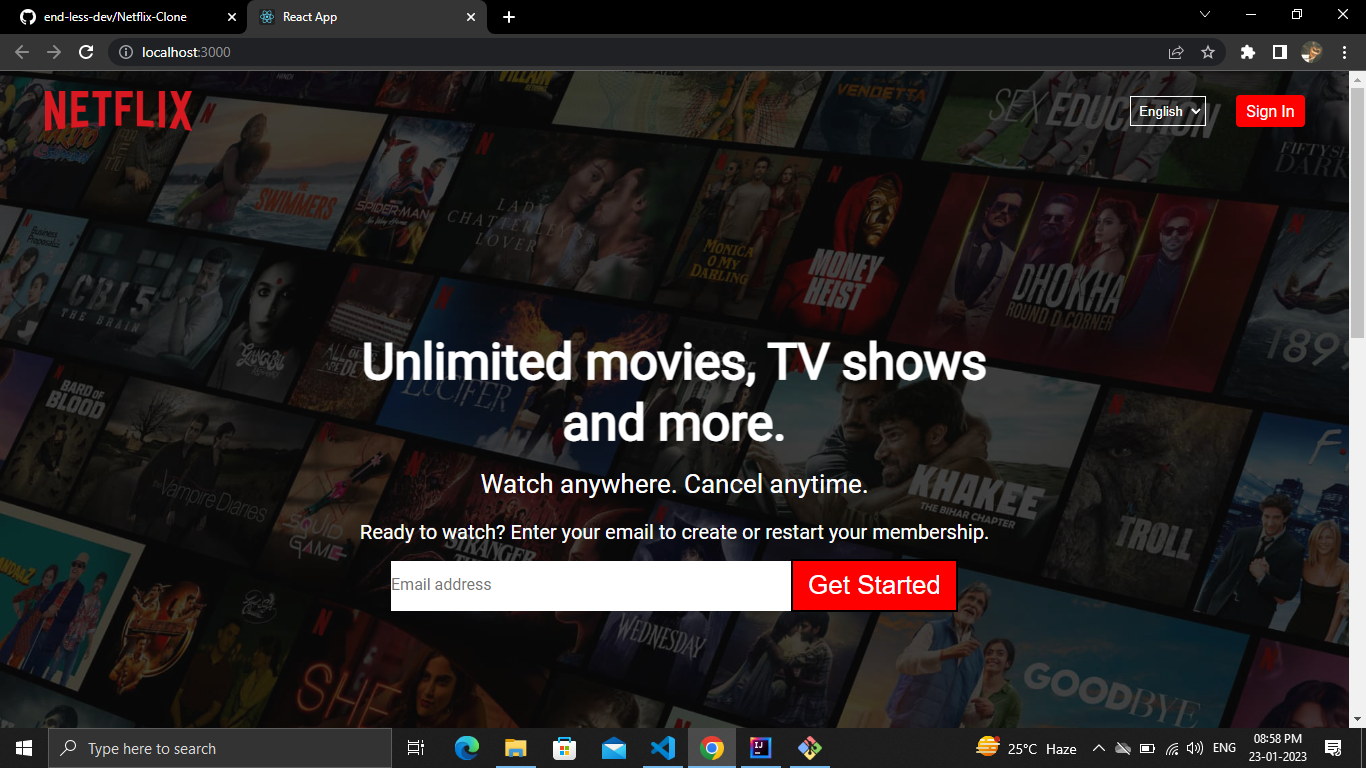 end-less-dev/Netflix-Clone
React App
localhost:3000
VILLAIN
VENDETTA
SEX EDUCATION
NETFLIX
English
Sign In
THE SWIMMERS
SPIDER-MAN
LADY CHATTERLEY'S LOVER
MONICA O MY DARLING
MONEY HEIST
DHOKHA
ROUND D CORNER
1899
CBI 5
THE BRAIN
LUCIFER
Unlimited movies, TV shows
and more.
BARD OF BLOOD
The Vampire Diaries
SQUID GAME
KHAKEE
THE BIHAR CHAPTER
TROLL
Watch anywhere. Cancel anytime.
Ready to watch? Enter your email to create or restart your membership.
STRANGER
Email address
Get Started
WEDNESDAY
SHE
GOODBYE
Type here to search
25°C Haze
ENG
08:58 PM
23-01-2023